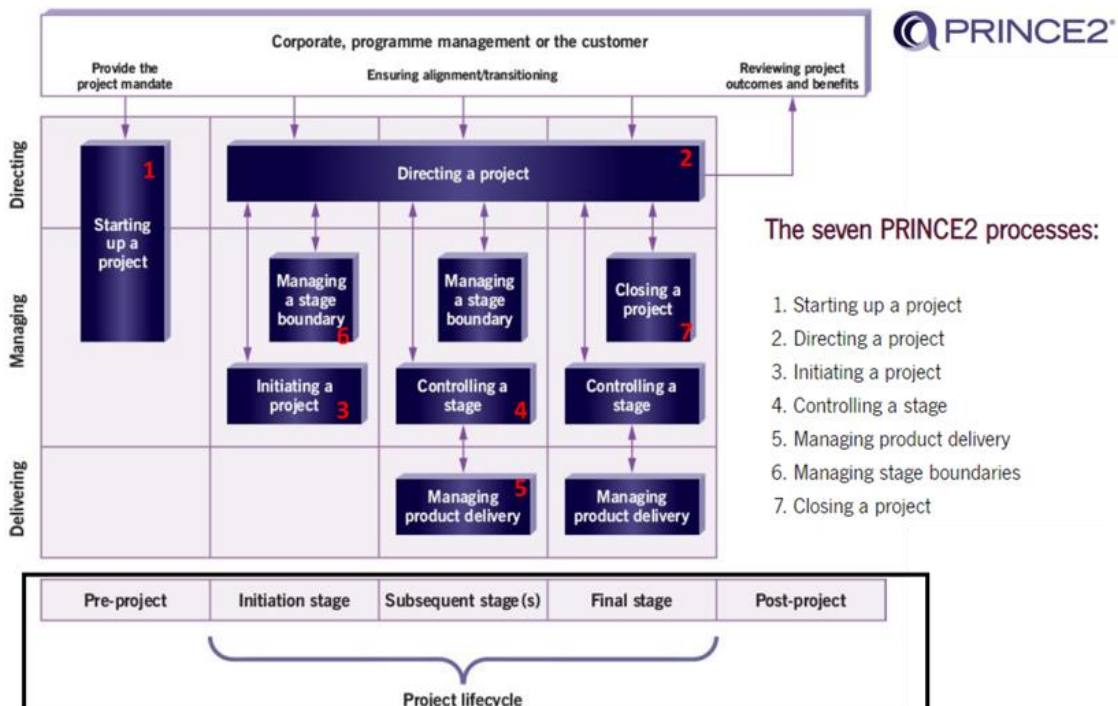 PRINCE2®
Corporate, programme management or the customer
Provide the
project mandate
Ensuring alignment/transitioning
Reviewing project
outcomes and benefits
Directing
1
Starting
up a
project
2
Directing a project
The seven PRINCE2 processes:
1. Starting up a project
2. Directing a project
3. Initiating a project
4. Controlling a stage
5. Managing product delivery
6. Managing stage boundaries
7. Closing a project
Managing
Managing
a stage
boundary
6
Managing
a stage
boundary
Closing a
project
7
Initiating a
project
3
Controlling a
stage
4
Controlling a
stage
Delivering
Managing
product delivery
5
Managing
product delivery
Pre-project
Initiation stage
Subsequent stage(s)
Final stage
Post-project
Project lifecycle